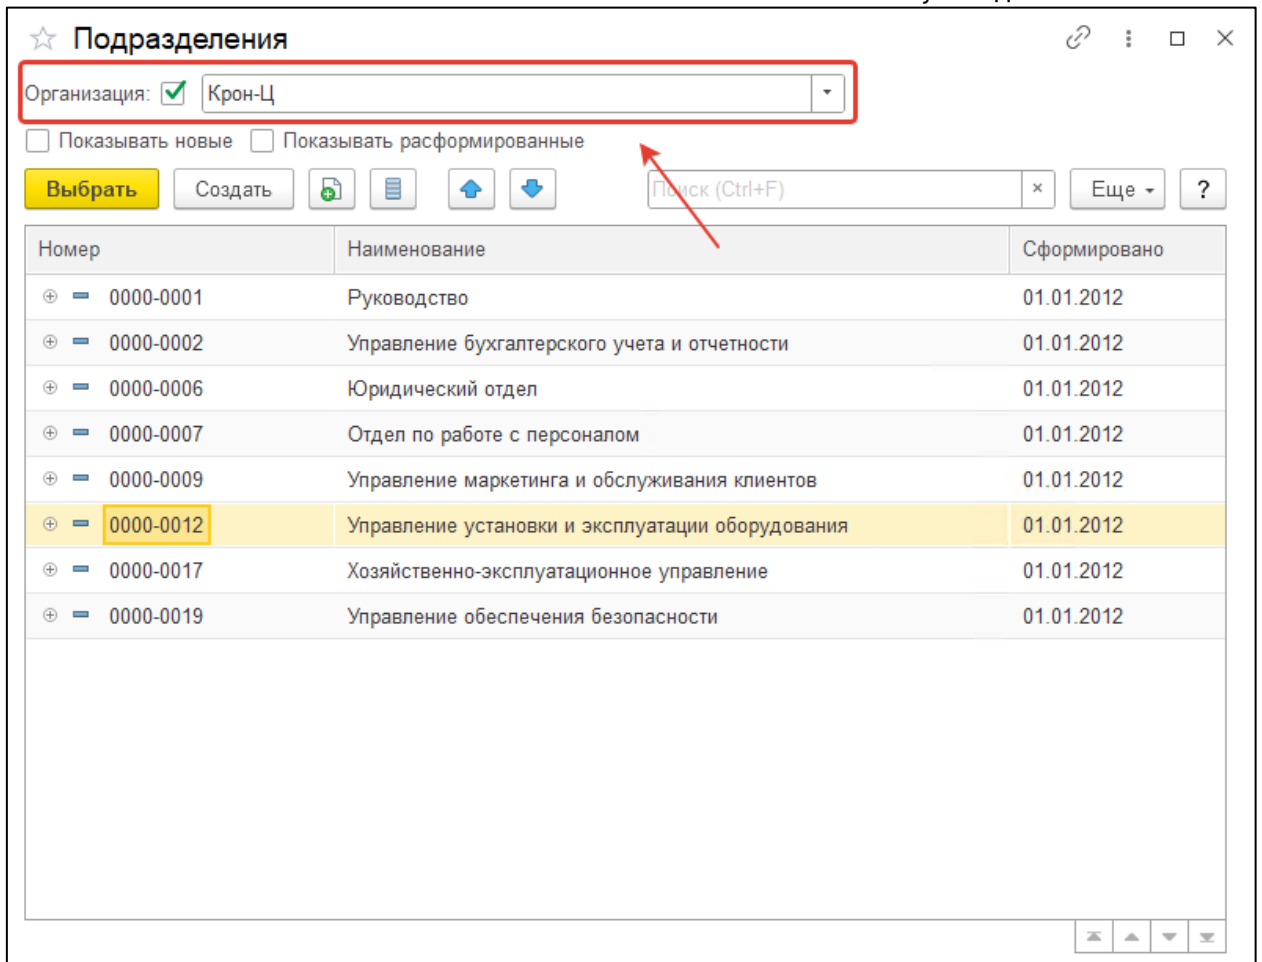 Подразделения
Организация: Крон-Ц
Показывать новые Показывать расформированные
Выбрать Создать Поиск (Ctrl+F) × Еще ?
Номер Наименование Сформировано
0000-0001 Руководство 01.01.2012
0000-0002 Управление бухгалтерского учета и отчетности 01.01.2012
0000-0006 Юридический отдел 01.01.2012
0000-0007 Отдел по работе с персоналом 01.01.2012
0000-0009 Управление маркетинга и обслуживания клиентов 01.01.2012
0000-0012 Управление установки и эксплуатации оборудования 01.01.2012
0000-0017 Хозяйственно-эксплуатационное управление 01.01.2012
0000-0019 Управление обеспечения безопасности 01.01.2012